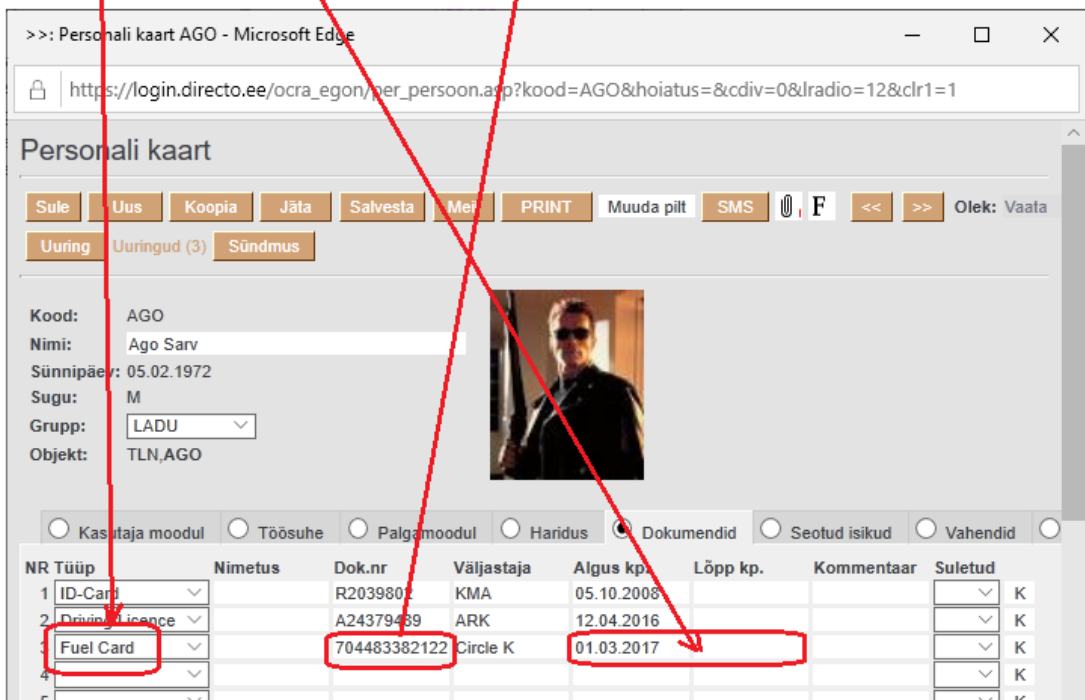 >>: Personali kaart AGO - Microsoft Edge
https://login.directo.ee/ocra_egon/per_persoon.asp?kood=AGO&hoiatus=&cdiv=0&lradio=12&clr1=1
Personali kaart
Sule Uus Koopia Jäta Salvesta Meil PRINT Muuda pilt SMS F << >> Olek: Vaata
Uuring Uuringud (3) Sündmus
Kood: AGO
Nimi: Ago Sarv
Sünnipäev: 05.02.1972
Sugu: M
Grupp: LADU
Objekt: TLN,AGO
Kasutaja moodul Töösuhe Palgamoodul Haridus Dokumendid Seotud isikud Vahendid
NR Tüüp Nimetus Dok.nr Väljastaja Algus kp. Lõpp kp. Kommentaar Suletud
1 ID-Card R2039802 KMA 05.10.2008 K
2 Driving Licence A24379489 ARK 12.04.2016 K
3 Fuel Card 704483382122 Circle K 01.03.2017 K
4 K
5 K